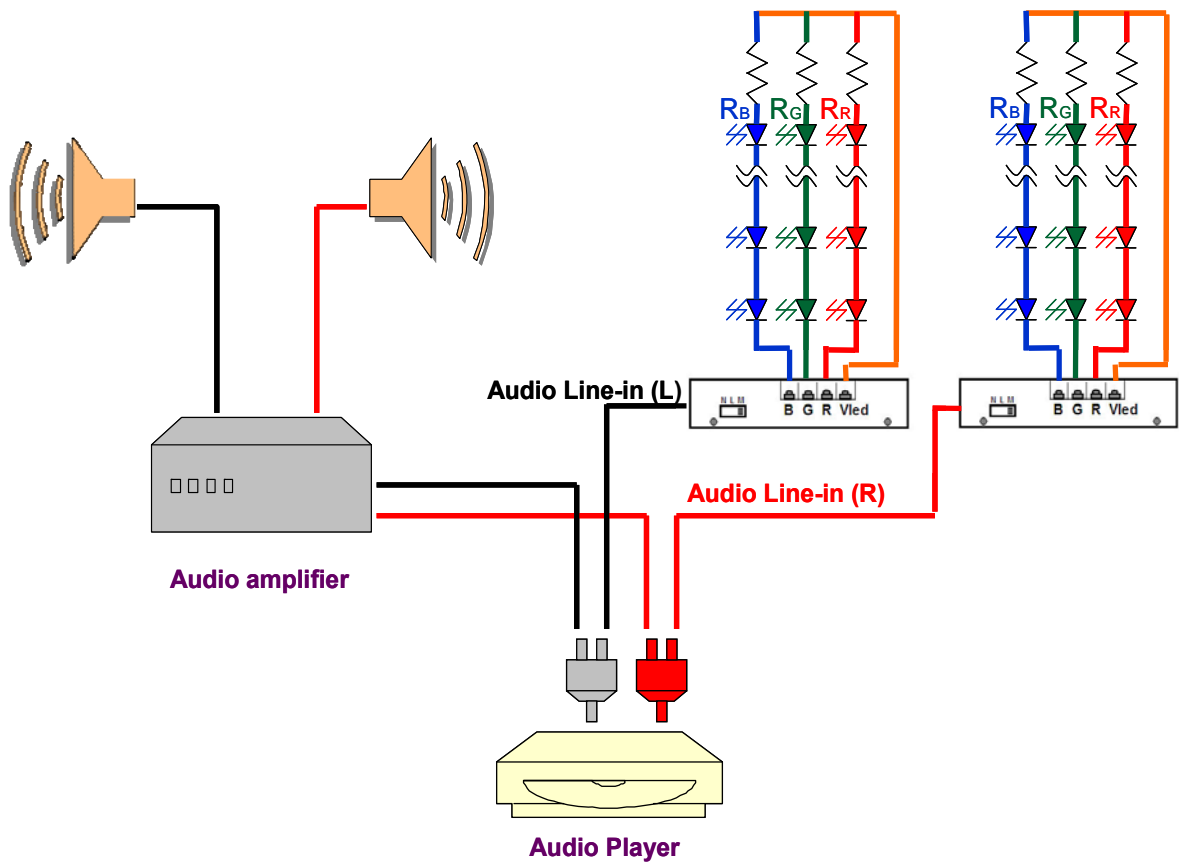 RB RG RR
RB RG RR
Audio Line-in (L)
N L M
B G R Vled
N L M
B G R Vled
Audio Line-in (R)
Audio amplifier
Audio Player